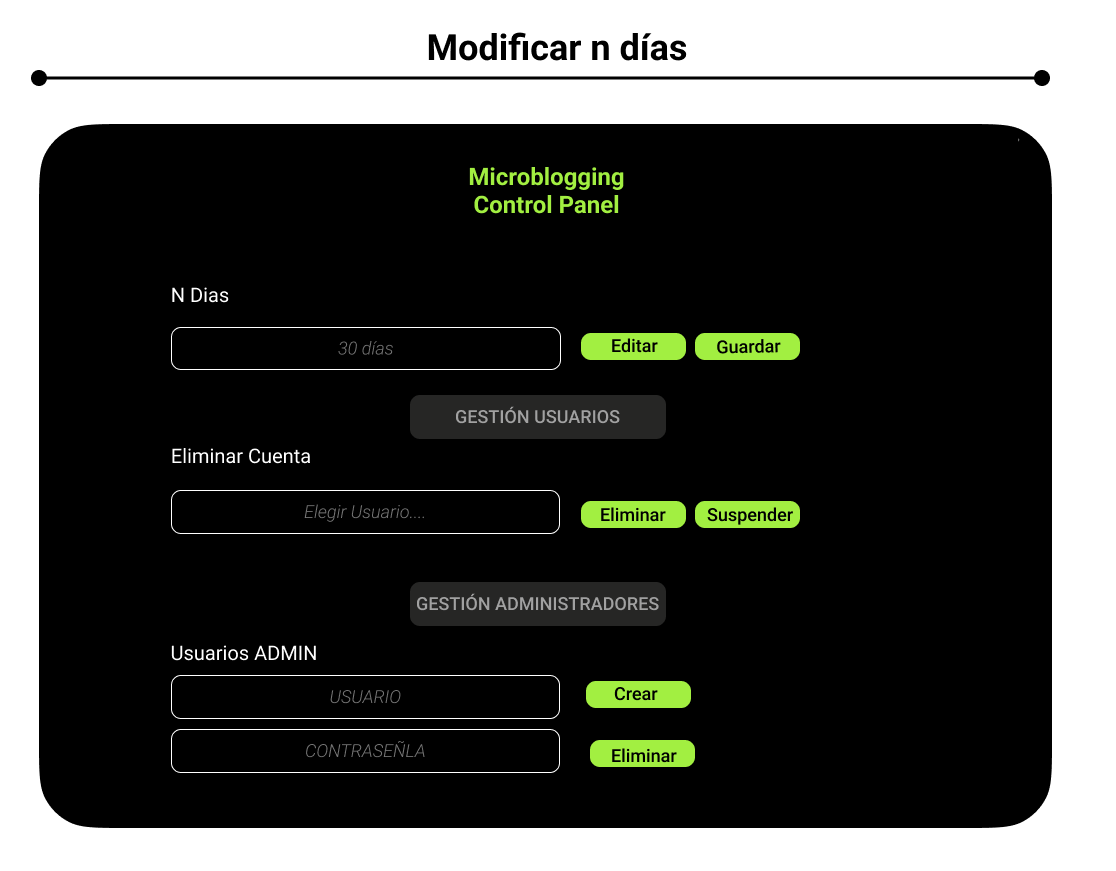 Modificar n días
Microblogging
Control Panel
N Dias
30 días
Editar
Guardar
GESTIÓN USUARIOS
Eliminar Cuenta
Elegir Usuario....
Eliminar
Suspender
GESTIÓN ADMINISTRADORES
Usuarios ADMIN
USUARIO
Crear
CONTRASEÑLA
Eliminar